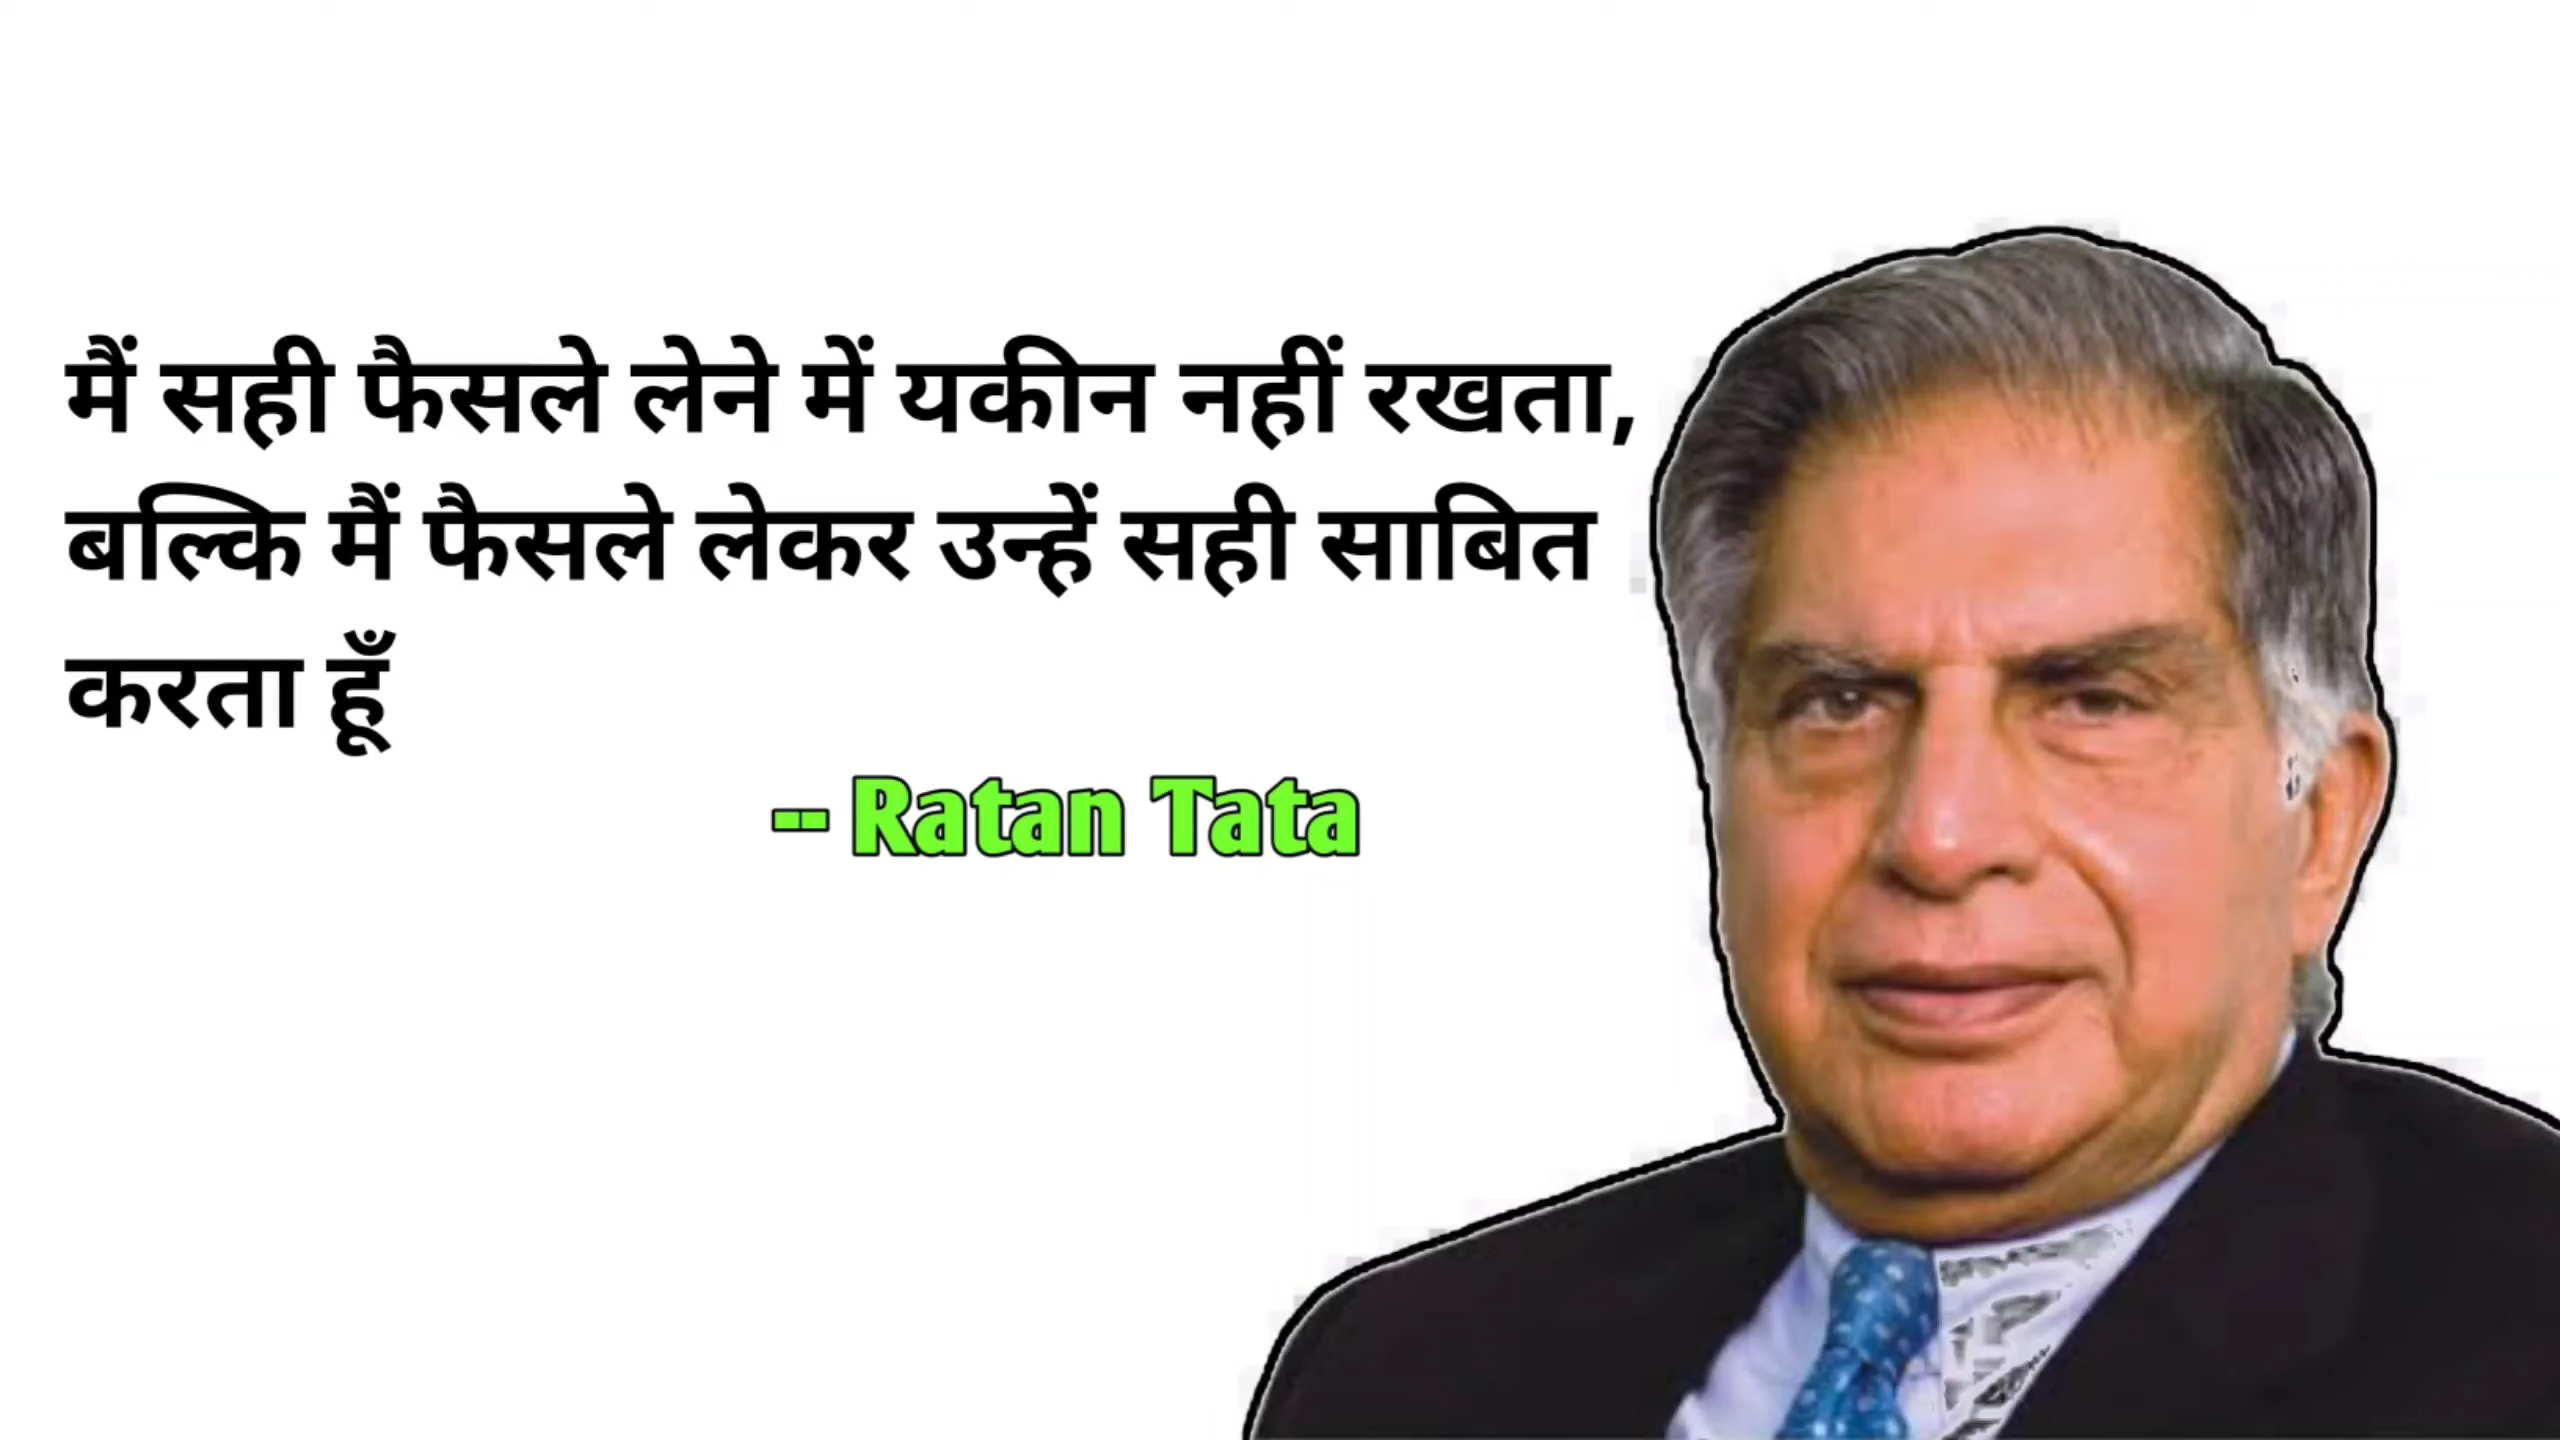 मैं सही फैसले लेने में यकीन नहीं रखता,
बल्कि मैं फैसले लेकर उन्हें सही साबित
करता हूँ
-- Ratan Tata